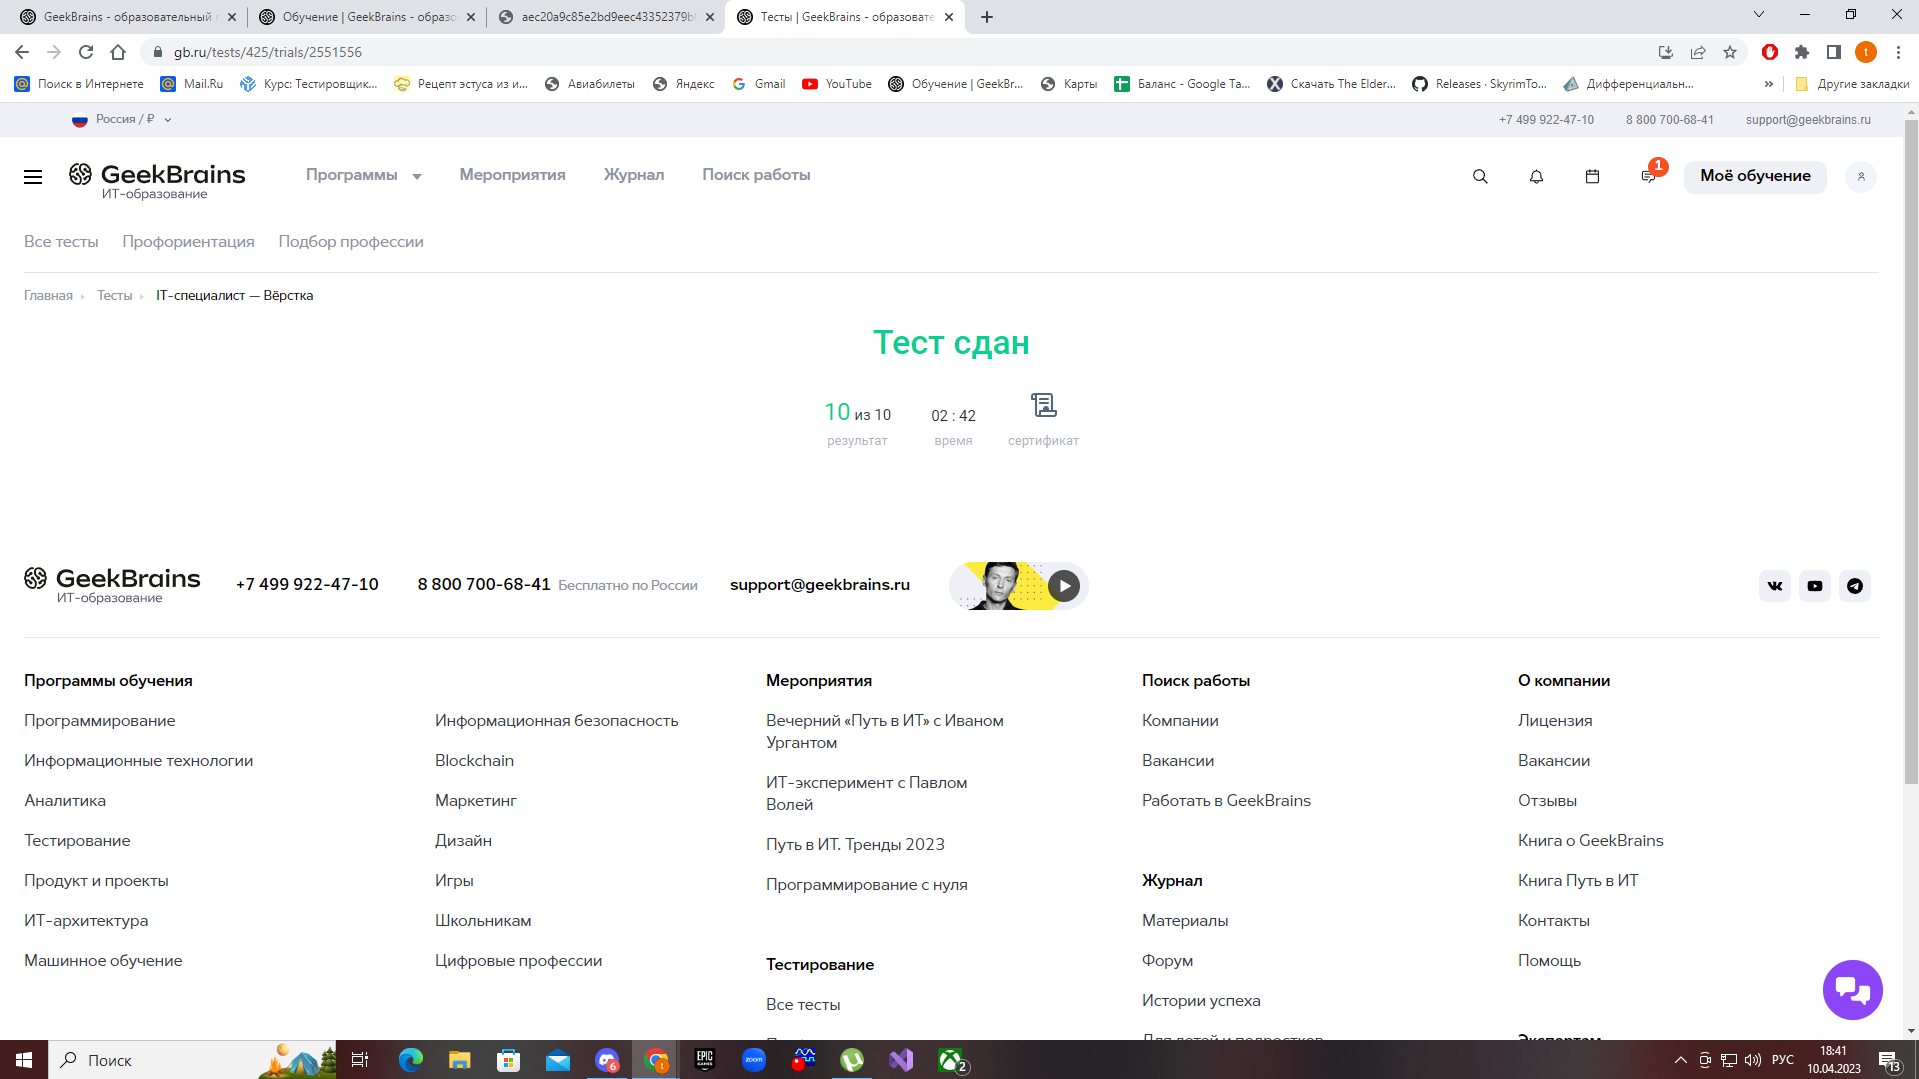 GeekBrains - образовательный
Обучение | GeekBrains - образо
aec20a9c85e2bd9eec43352379b
Тесты | GeekBrains - образовате
gb.ru/tests/425/trials/2551556
t
Поиск в Интернете
Mail.Ru
Курс: Тестировщик...
Рецепт эстуса из и...
Авиабилеты
Яндекс
Gmail
YouTube
Обучение | GeekBr...
Карты
Баланс - Google Та...
Скачать The Elder...
Releases · SkyrimTo...
Дифференциальн...
»
Другие закладки
Россия / ₽
+7 499 922-47-10
8 800 700-68-41
support@geekbrains.ru
GeekBrains
ИТ-образование
Программы
Мероприятия
Журнал
Поиск работы
1
Моё обучение
Все тесты
Профориентация
Подбор профессии
Главная
Тесты
IT-специалист — Вёрстка
Тест сдан
10 из 10
результат
02 : 42
время
сертификат
GeekBrains
ИТ-образование
+7 499 922-47-10
8 800 700-68-41 Бесплатно по России
support@geekbrains.ru
Программы обучения
Программирование
Информационные технологии
Аналитика
Тестирование
Продукт и проекты
ИТ-архитектура
Машинное обучение
Информационная безопасность
Blockchain
Маркетинг
Дизайн
Игры
Школьникам
Цифровые профессии
Мероприятия
Вечерний «Путь в ИТ» с Иваном
Ургантом
ИТ-эксперимент с Павлом
Волей
Путь в ИТ. Тренды 2023
Программирование с нуля
Тестирование
Все тесты
Поиск работы
Компании
Вакансии
Работать в GeekBrains
Журнал
Материалы
Форум
Истории успеха
Для детей и подростков
О компании
Лицензия
Вакансии
Отзывы
Книга о GeekBrains
Книга Путь в ИТ
Контакты
Помощь
Экспертам
Поиск
6
t
EPIC
GAMES
zoom
2
РУС
18:41
10.04.2023
13